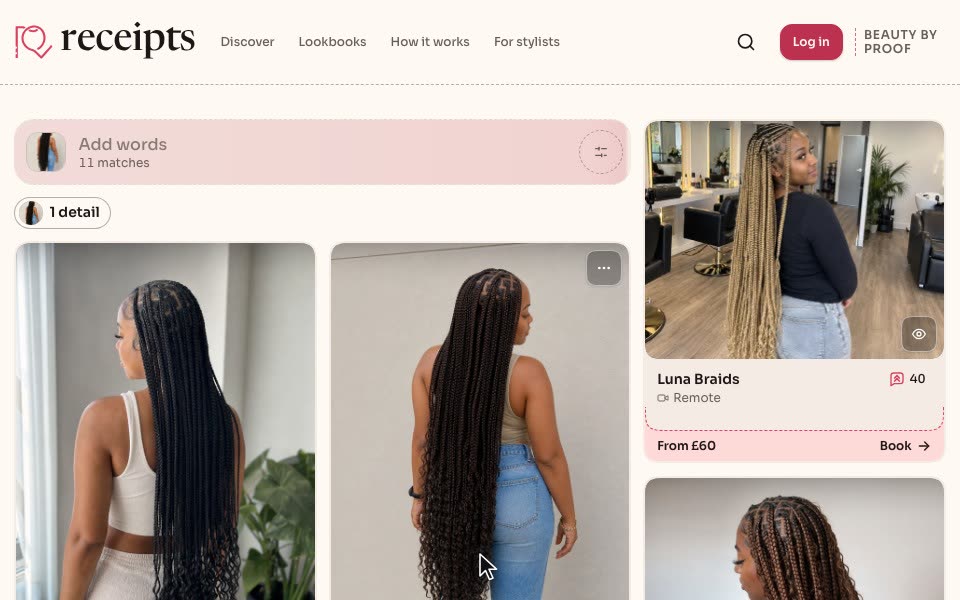 receipts
Discover
Lookbooks
How it works
For stylists
Log in
BEAUTY BY
PROOF
Add words
11 matches
1 detail
Luna Braids
40
Remote
From £60
Book